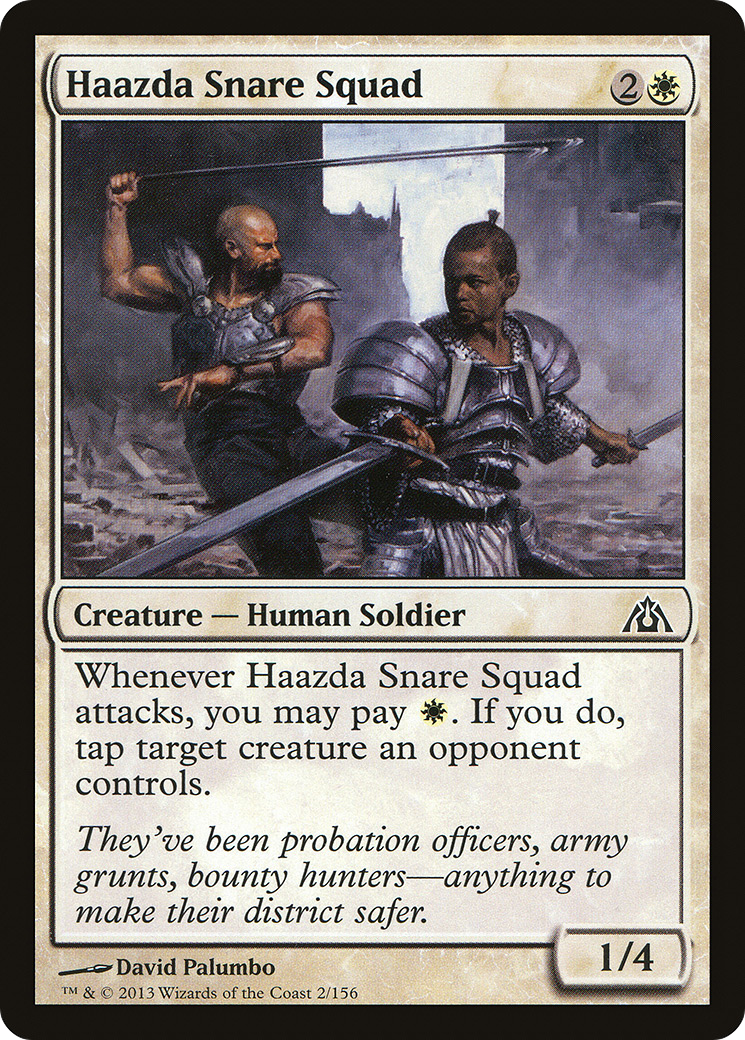 Haazda Snare Squad 2
Creature — Human Soldier
Whenever Haazda Snare Squad
attacks, you may pay . If you do,
tap target creature an opponent
controls.
They’ve been probation officers, army
grunts, bounty hunters—anything to
make their district safer.
1/4
David Palumbo
™ & © 2013 Wizards of the Coast 2/156